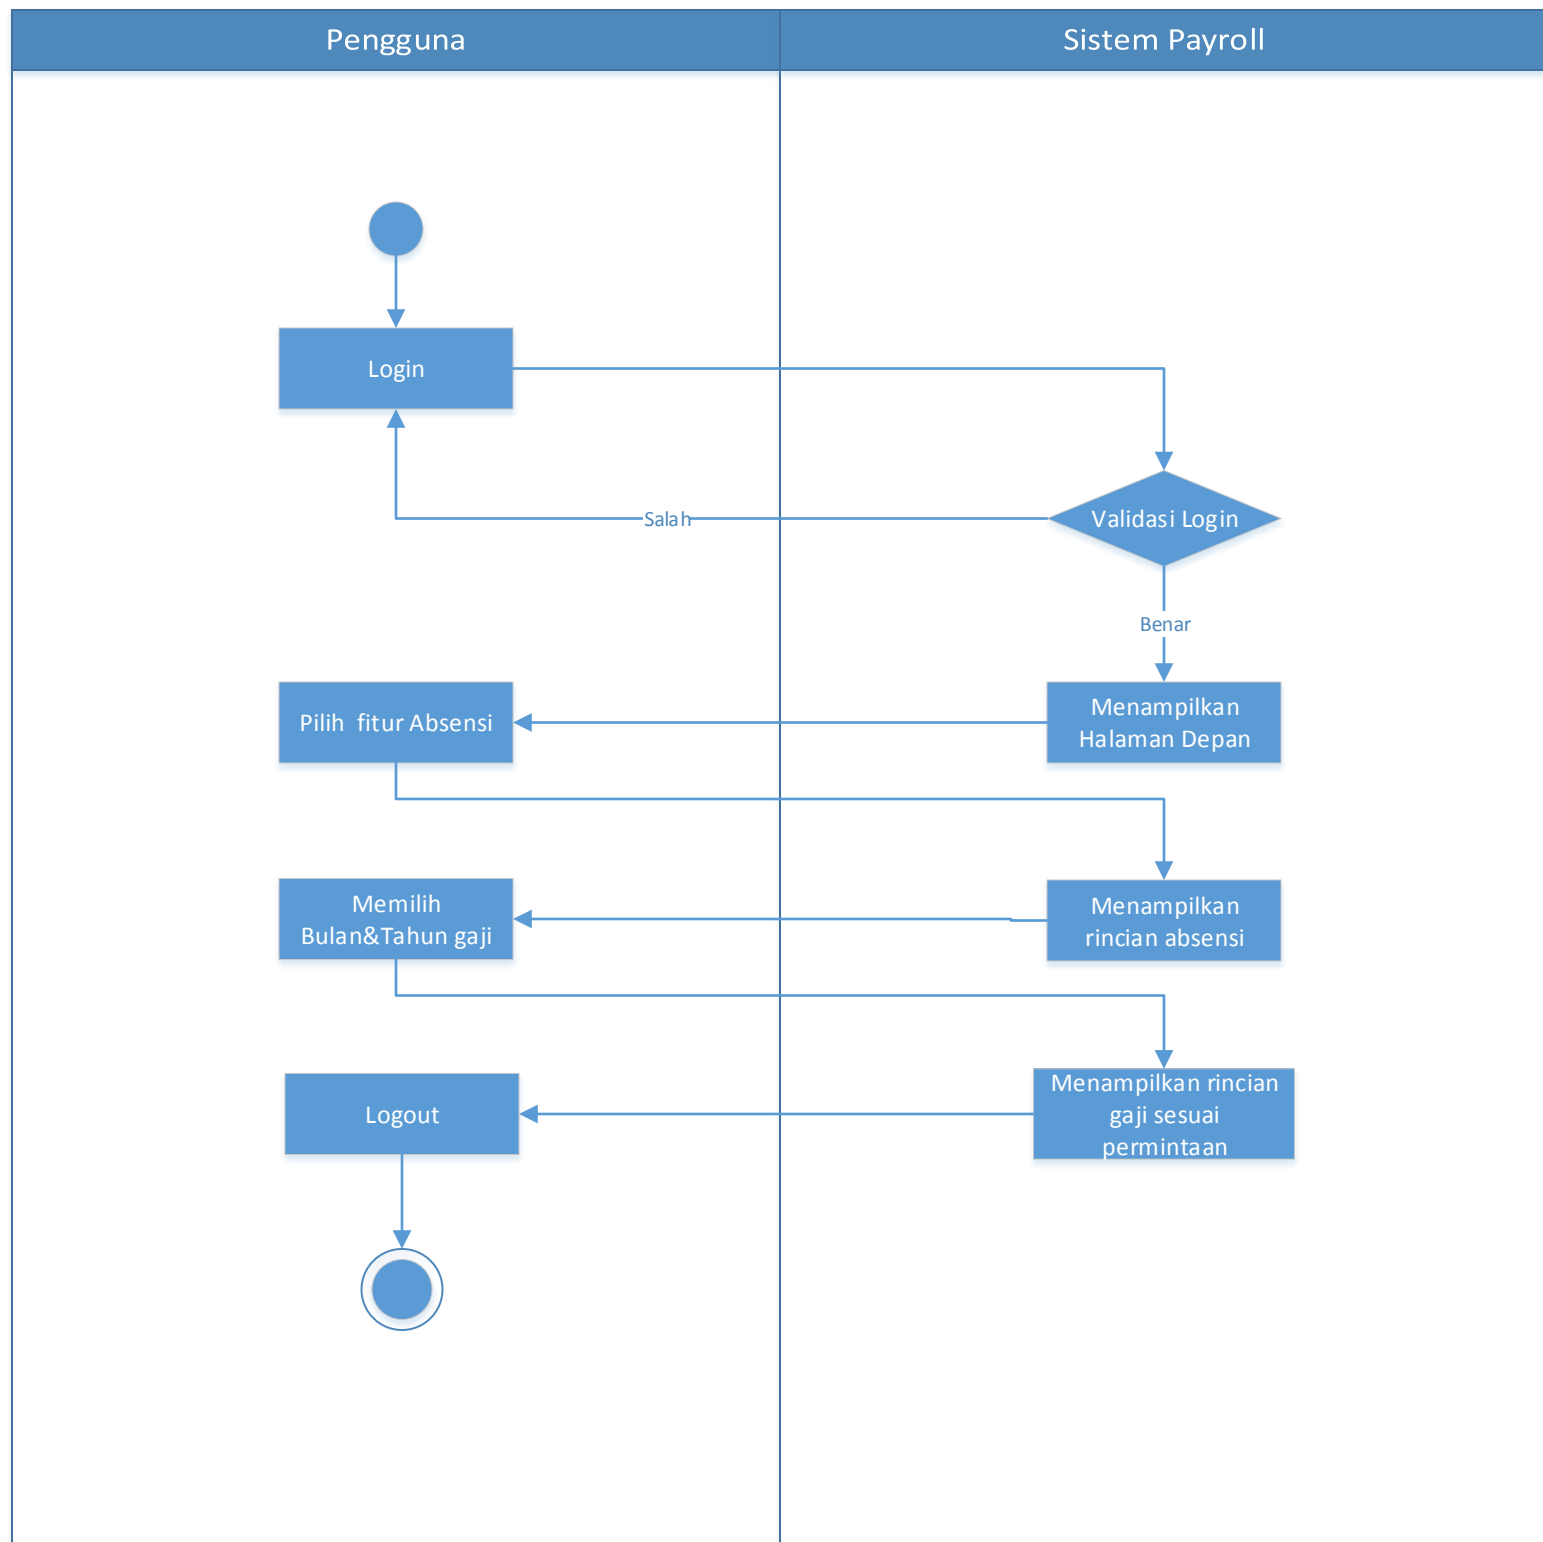 Pengguna
Sistem Payroll
Login
Validasi Login
Salah
Benar
Pilih  fitur Absensi
Menampilkan
Halaman Depan
Memilih
Bulan&Tahun gaji
Menampilkan
rincian absensi
Logout
Menampilkan rincian
gaji sesuai
permintaan